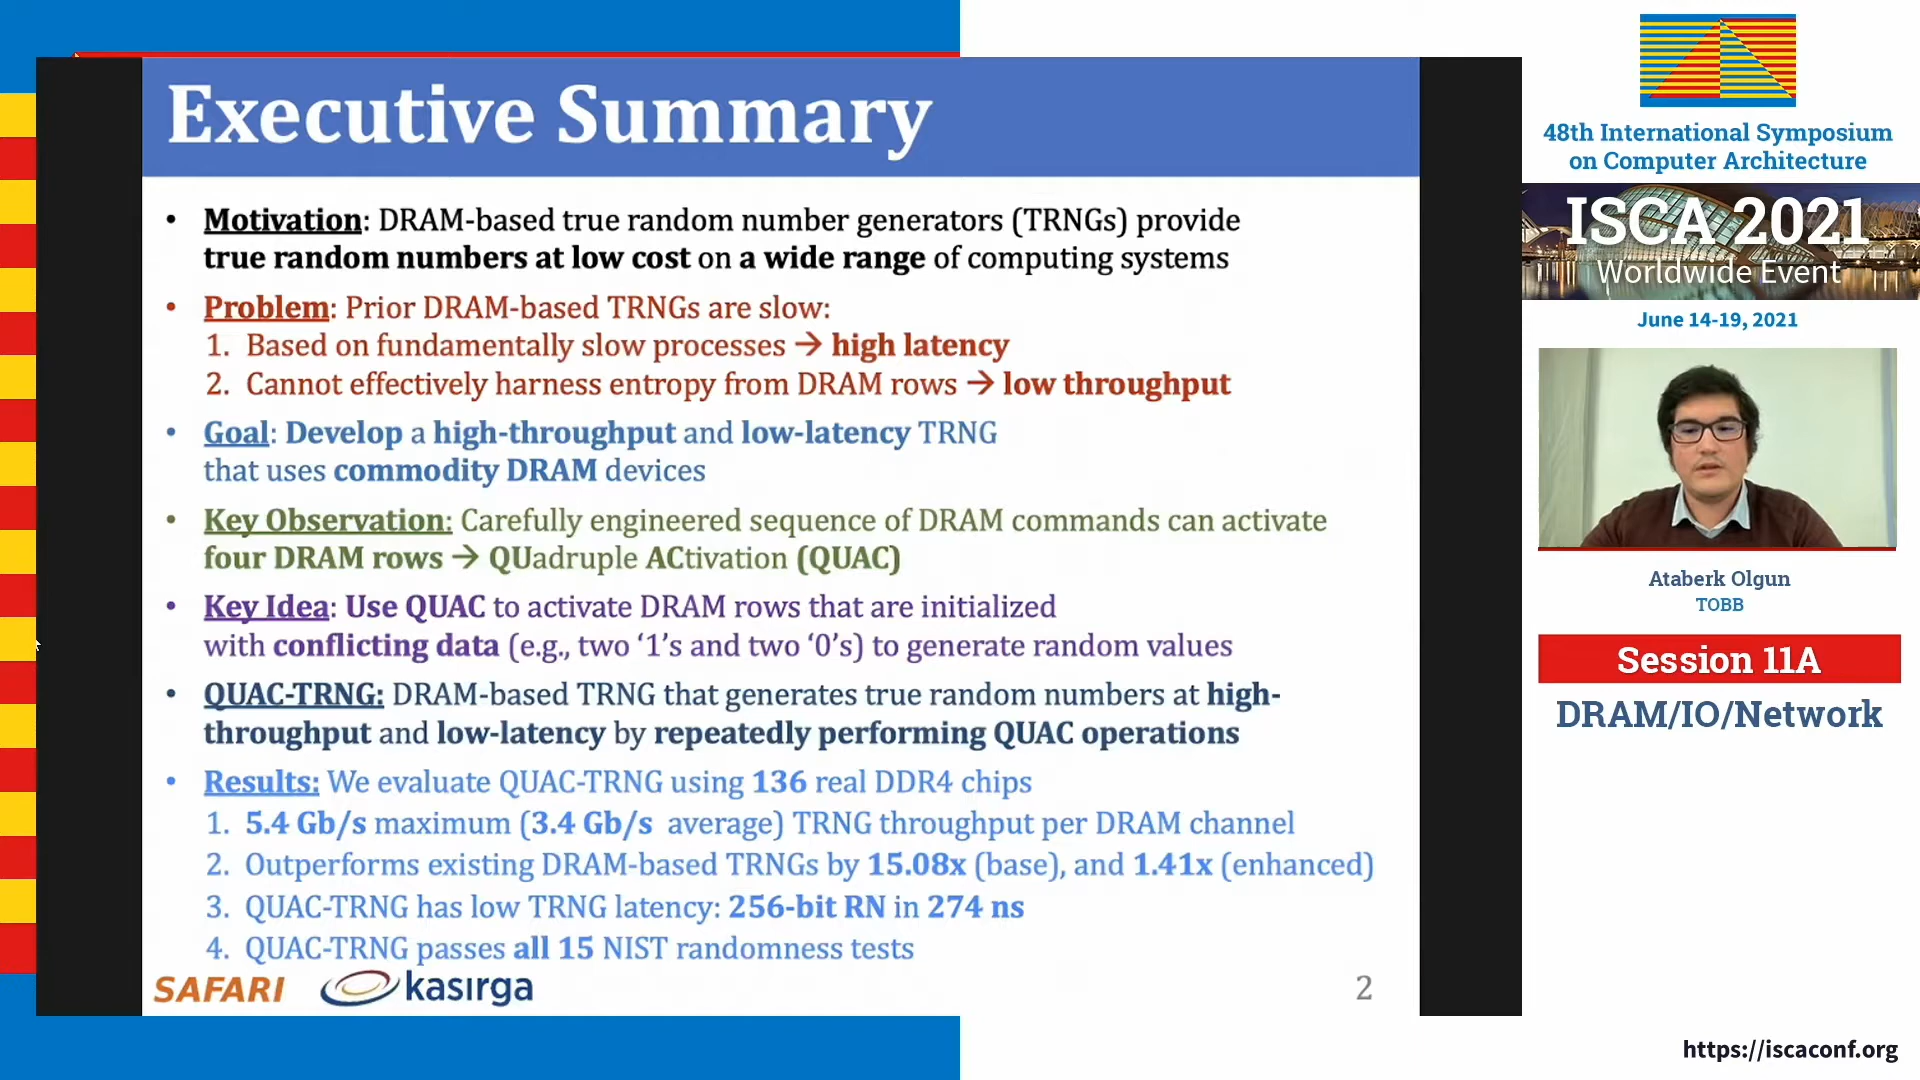 Executive Summary
• Motivation: DRAM-based true random number generators (TRNGs) provide
true random numbers at low cost on a wide range of computing systems
• Problem: Prior DRAM-based TRNGs are slow:
1. Based on fundamentally slow processes → high latency
2. Cannot effectively harness entropy from DRAM rows → low throughput
• Goal: Develop a high-throughput and low-latency TRNG
that uses commodity DRAM devices
• Key Observation: Carefully engineered sequence of DRAM commands can activate
four DRAM rows → QUadruple ACtivation (QUAC)
• Key Idea: Use QUAC to activate DRAM rows that are initialized
with conflicting data (e.g., two ‘1’s and two ‘0’s) to generate random values
• QUAC-TRNG: DRAM-based TRNG that generates true random numbers at high-
throughput and low-latency by repeatedly performing QUAC operations
• Results: We evaluate QUAC-TRNG using 136 real DDR4 chips
1. 5.4 Gb/s maximum (3.4 Gb/s average) TRNG throughput per DRAM channel
2. Outperforms existing DRAM-based TRNGs by 15.08x (base), and 1.41x (enhanced)
3. QUAC-TRNG has low TRNG latency: 256-bit RN in 274 ns
4. QUAC-TRNG passes all 15 NIST randomness tests
SAFARI kasırga
2
48th International Symposium
on Computer Architecture
ISCA 2021
Worldwide Event
June 14-19, 2021
Ataberk Olgun
TOBB
Session 11A
DRAM/IO/Network
https://iscaconf.org